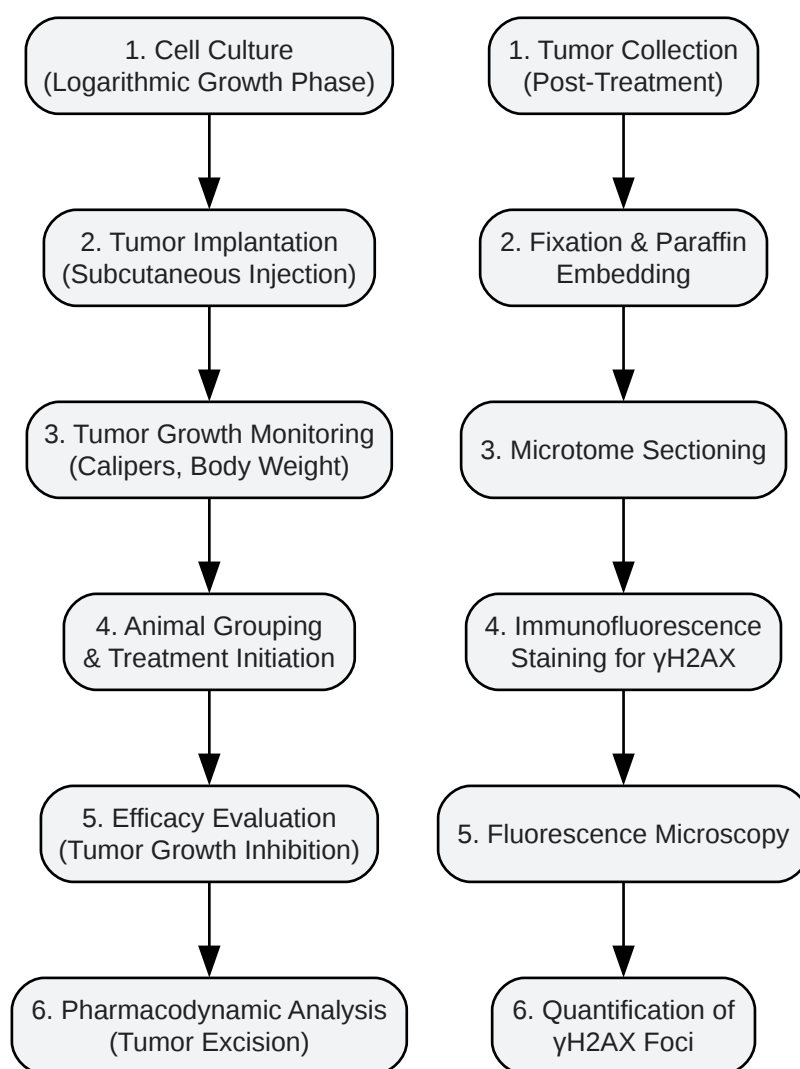 1. Cell Culture
(Logarithmic Growth Phase)
2. Tumor Implantation
(Subcutaneous Injection)
3. Tumor Growth Monitoring
(Calipers, Body Weight)
4. Animal Grouping
& Treatment Initiation
5. Efficacy Evaluation
(Tumor Growth Inhibition)
6. Pharmacodynamic Analysis
(Tumor Excision)
1. Tumor Collection
(Post-Treatment)
2. Fixation & Paraffin
Embedding
3. Microtome Sectioning
4. Immunofluorescence
Staining for γH2AX
5. Fluorescence Microscopy
6. Quantification of
γH2AX Foci